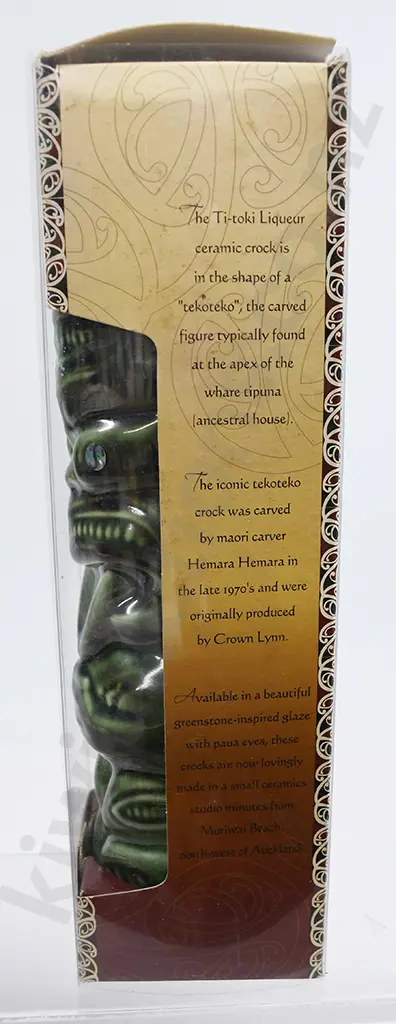 The Ti-toki Liqueur
ceramic crock is
in the shape of a
"tekoteko", the carved
figure typically found
at the apex of the
whare tipuna
(ancestral house).
The iconic tekoteko
crock was carved
by maori carver
Hemara Hemara in
the late 1970's and were
originally produced
by Crown Lynn.
Available in a beautiful
greenstone-inspired glaze
with paua eyes, these
crocks are now lovingly
made in a small ceramics
studio minutes from
Muriwai Beach,
north-west of Auckland.